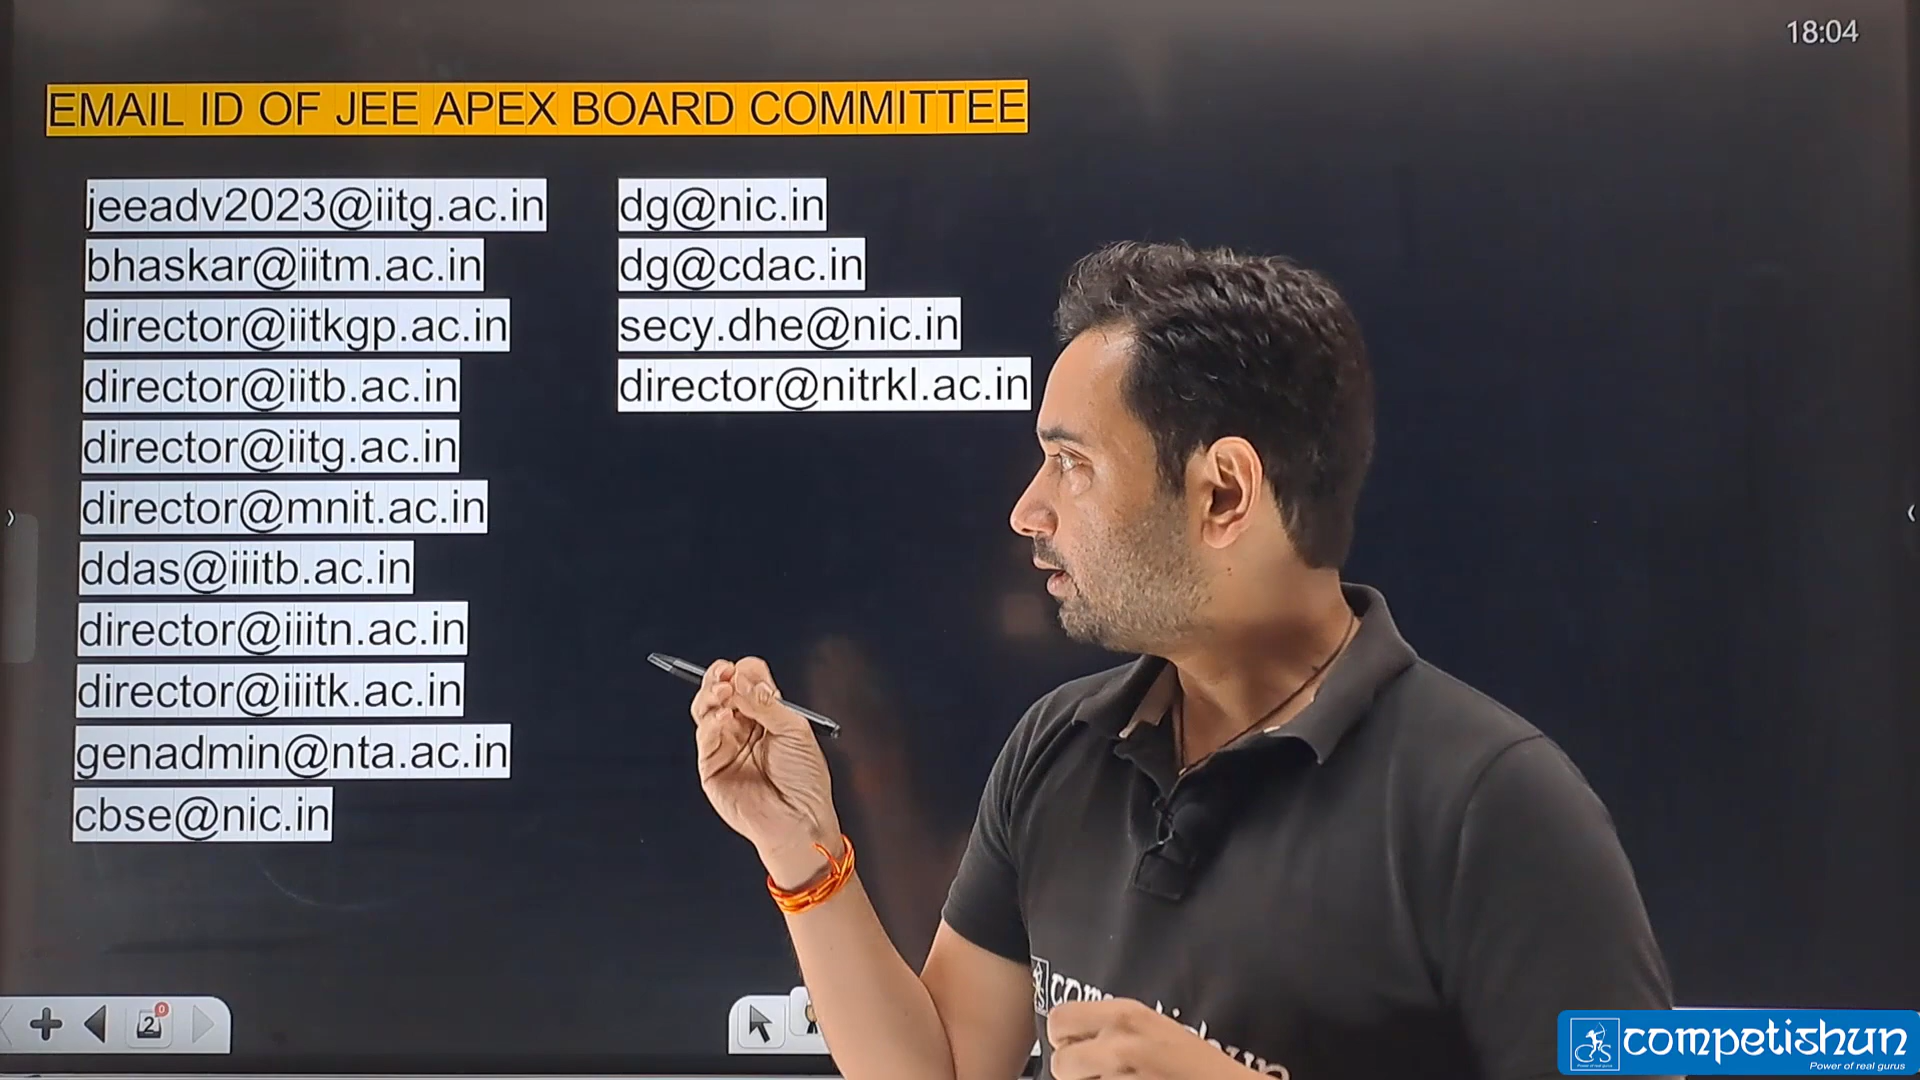 18:04
EMAIL ID OF JEE APEX BOARD COMMITTEE
jeeadv2023@iitg.ac.in
bhaskar@iitm.ac.in
director@iitkgp.ac.in
director@iitb.ac.in
director@iitg.ac.in
director@mnit.ac.in
ddas@iiitb.ac.in
director@iiitn.ac.in
director@iiitk.ac.in
genadmin@nta.ac.in
cbse@nic.in
dg@nic.in
dg@cdac.in
secy.dhe@nic.in
director@nitrkl.ac.in
2
0
competishun
Power of real gurus